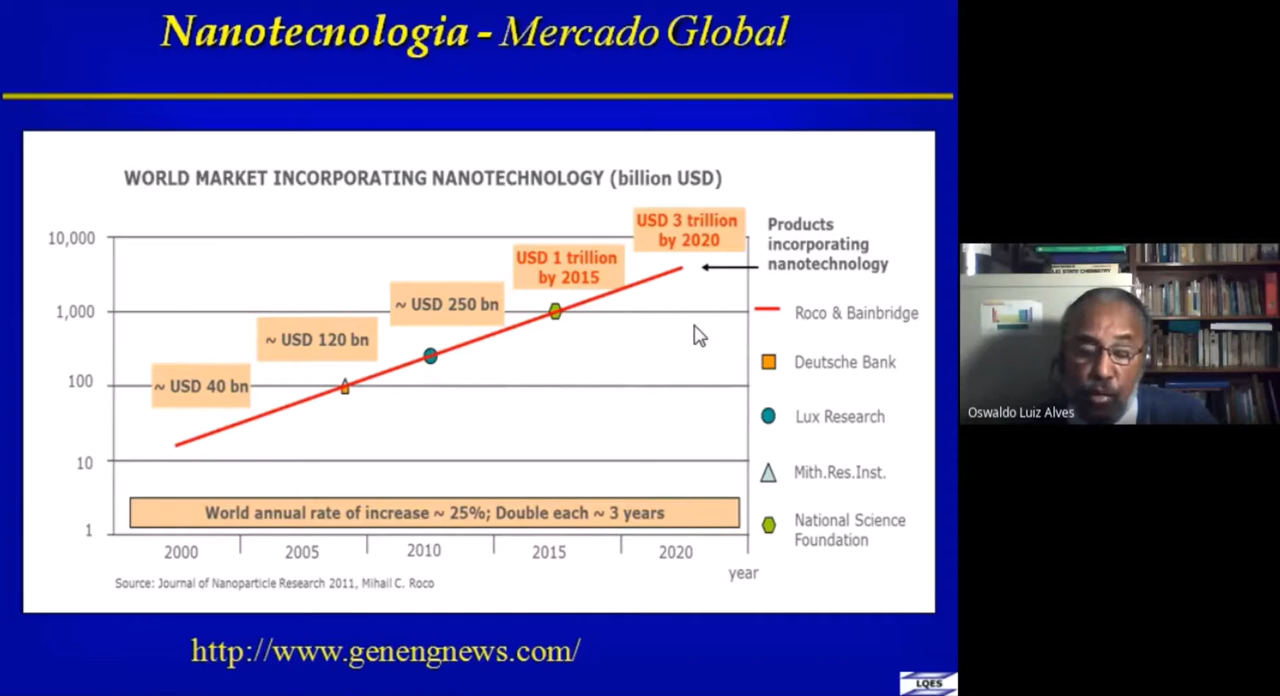 Nanotecnologia - Mercado Global
WORLD MARKET INCORPORATING NANOTECHNOLOGY (billion USD)
10,000
1,000
100
10
1
~ USD 40 bn
~ USD 120 bn
~ USD 250 bn
USD 1 trillion
by 2015
USD 3 trillion
by 2020
Products
incorporating
nanotechnology
Roco & Bainbridge
Deutsche Bank
Lux Research
Mith.Res.Inst.
National Science
Foundation
World annual rate of increase ~ 25%; Double each ~ 3 years
2000 2005 2010 2015 2020
year
Source: Journal of Nanoparticle Research 2011, Mihail C. Roco
http://www.genengnews.com/
LQES
Oswaldo Luiz Alves